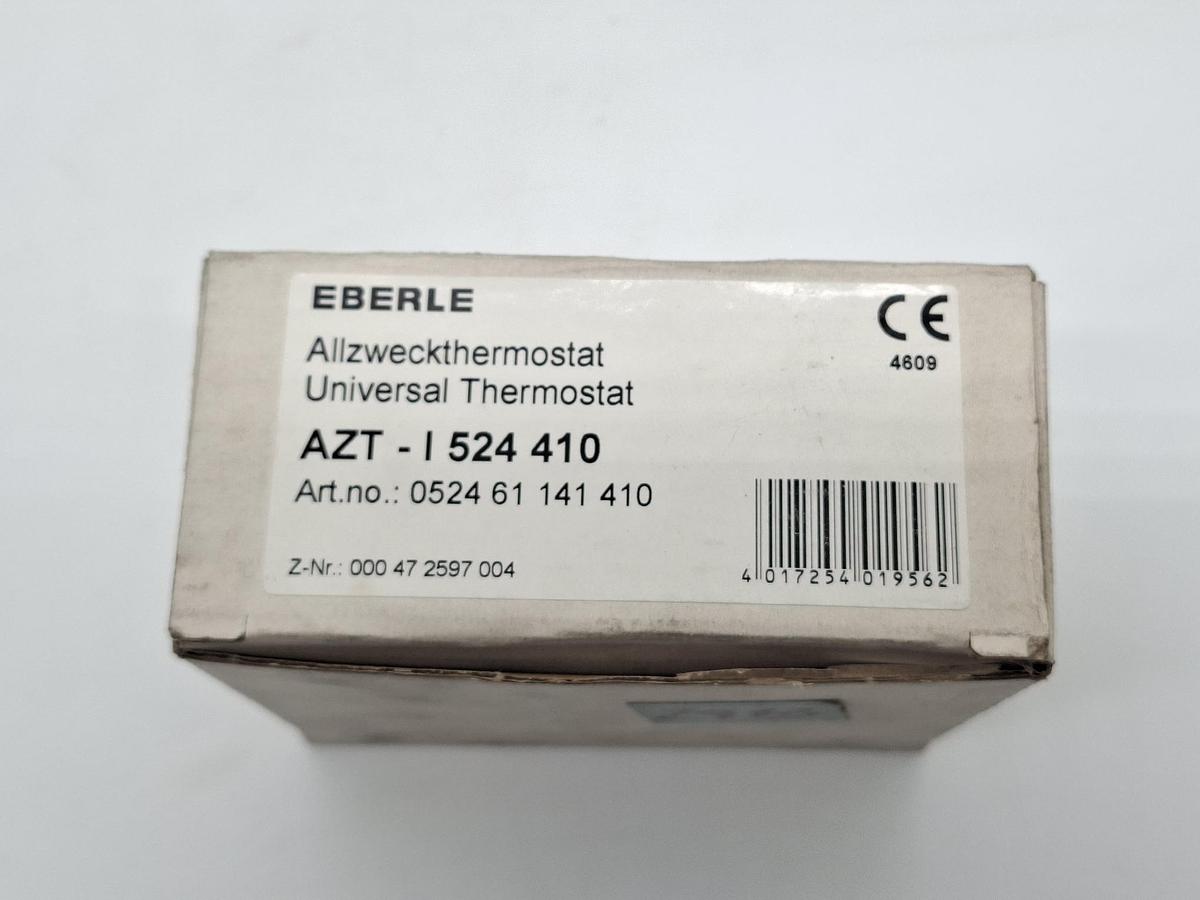 EBERLE
CE
4609
Allzweckthermostat
Universal Thermostat
AZT - I 524 410
Art.no.: 0524 61 141 410
Z-Nr.: 000 47 2597 004
4 017254 019562